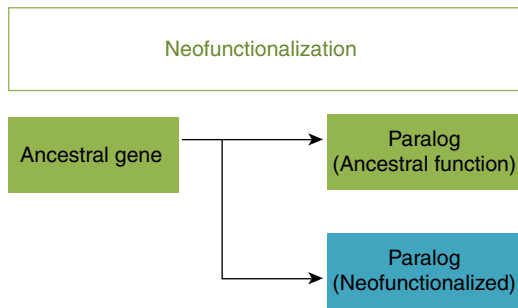 Neofunctionalization
Ancestral gene
Paralog
(Ancestral function)
Paralog
(Neofunctionalized)